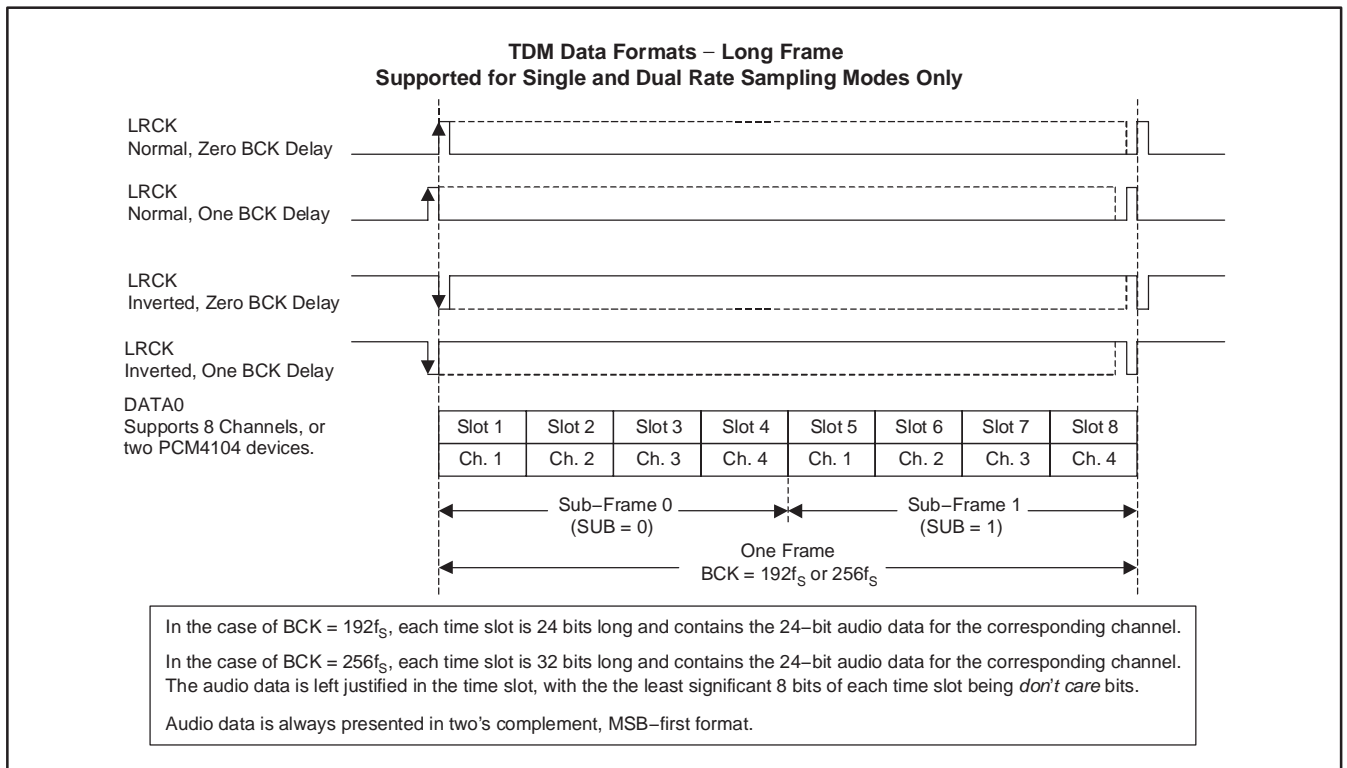 TDM Data Formats − Long Frame
Supported for Single and Dual Rate Sampling Modes Only
LRCK
Normal, Zero BCK Delay
LRCK
Normal, One BCK Delay
LRCK
Inverted, Zero BCK Delay
LRCK
Inverted, One BCK Delay
DATA0
Supports 8 Channels, or
two PCM4104 devices.
Slot 1 Slot 2 Slot 3 Slot 4 Slot 5 Slot 6 Slot 7 Slot 8
Ch. 1 Ch. 2 Ch. 3 Ch. 4 Ch. 1 Ch. 2 Ch. 3 Ch. 4
Sub−Frame 0 Sub−Frame 1
(SUB = 0) (SUB = 1)
One Frame
BCK = 192fS or 256fS
In the case of BCK = 192fS, each time slot is 24 bits long and contains the 24−bit audio data for the corresponding channel.
In the case of BCK = 256fS, each time slot is 32 bits long and contains the 24−bit audio data for the corresponding channel.
The audio data is left justified in the time slot, with the the least significant 8 bits of each time slot being don't care bits.
Audio data is always presented in two's complement, MSB−first format.